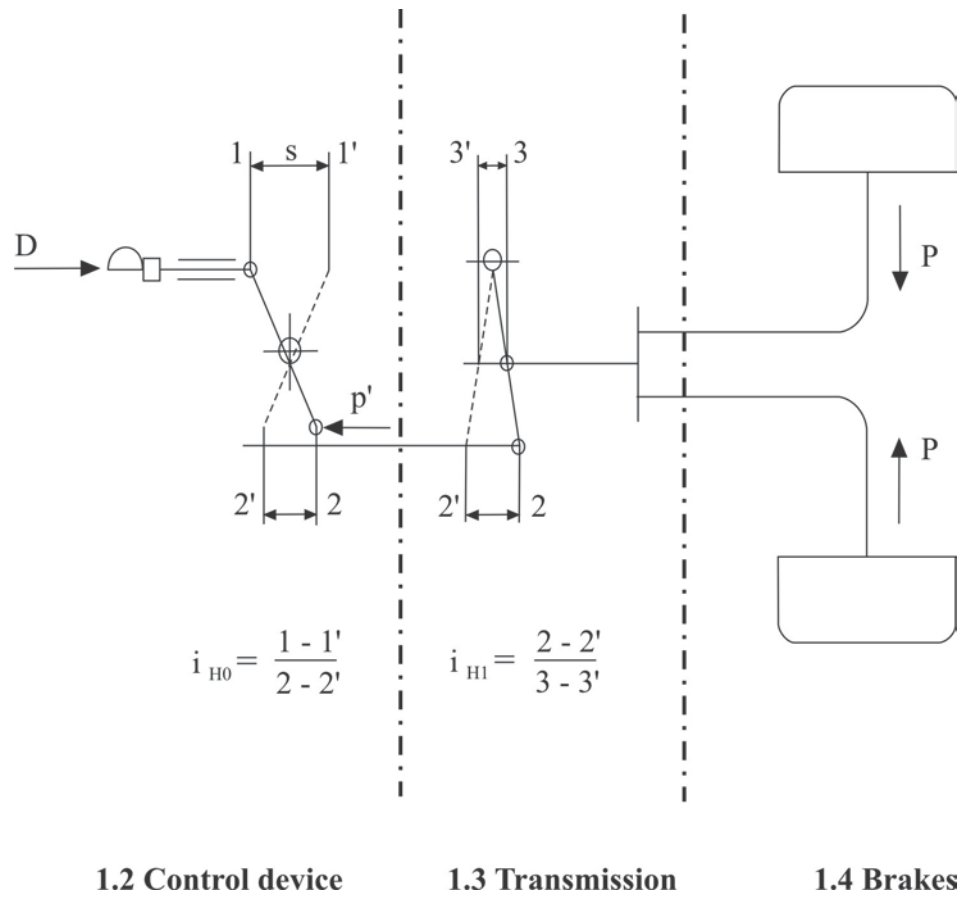 1 s 1' 3' 3
D
P
p'
P
2' 2 2' 2
i H0 = 1 - 1' / 2 - 2'
i H1 = 2 - 2' / 3 - 3'
1.2 Control device
1.3 Transmission
1.4 Brakes